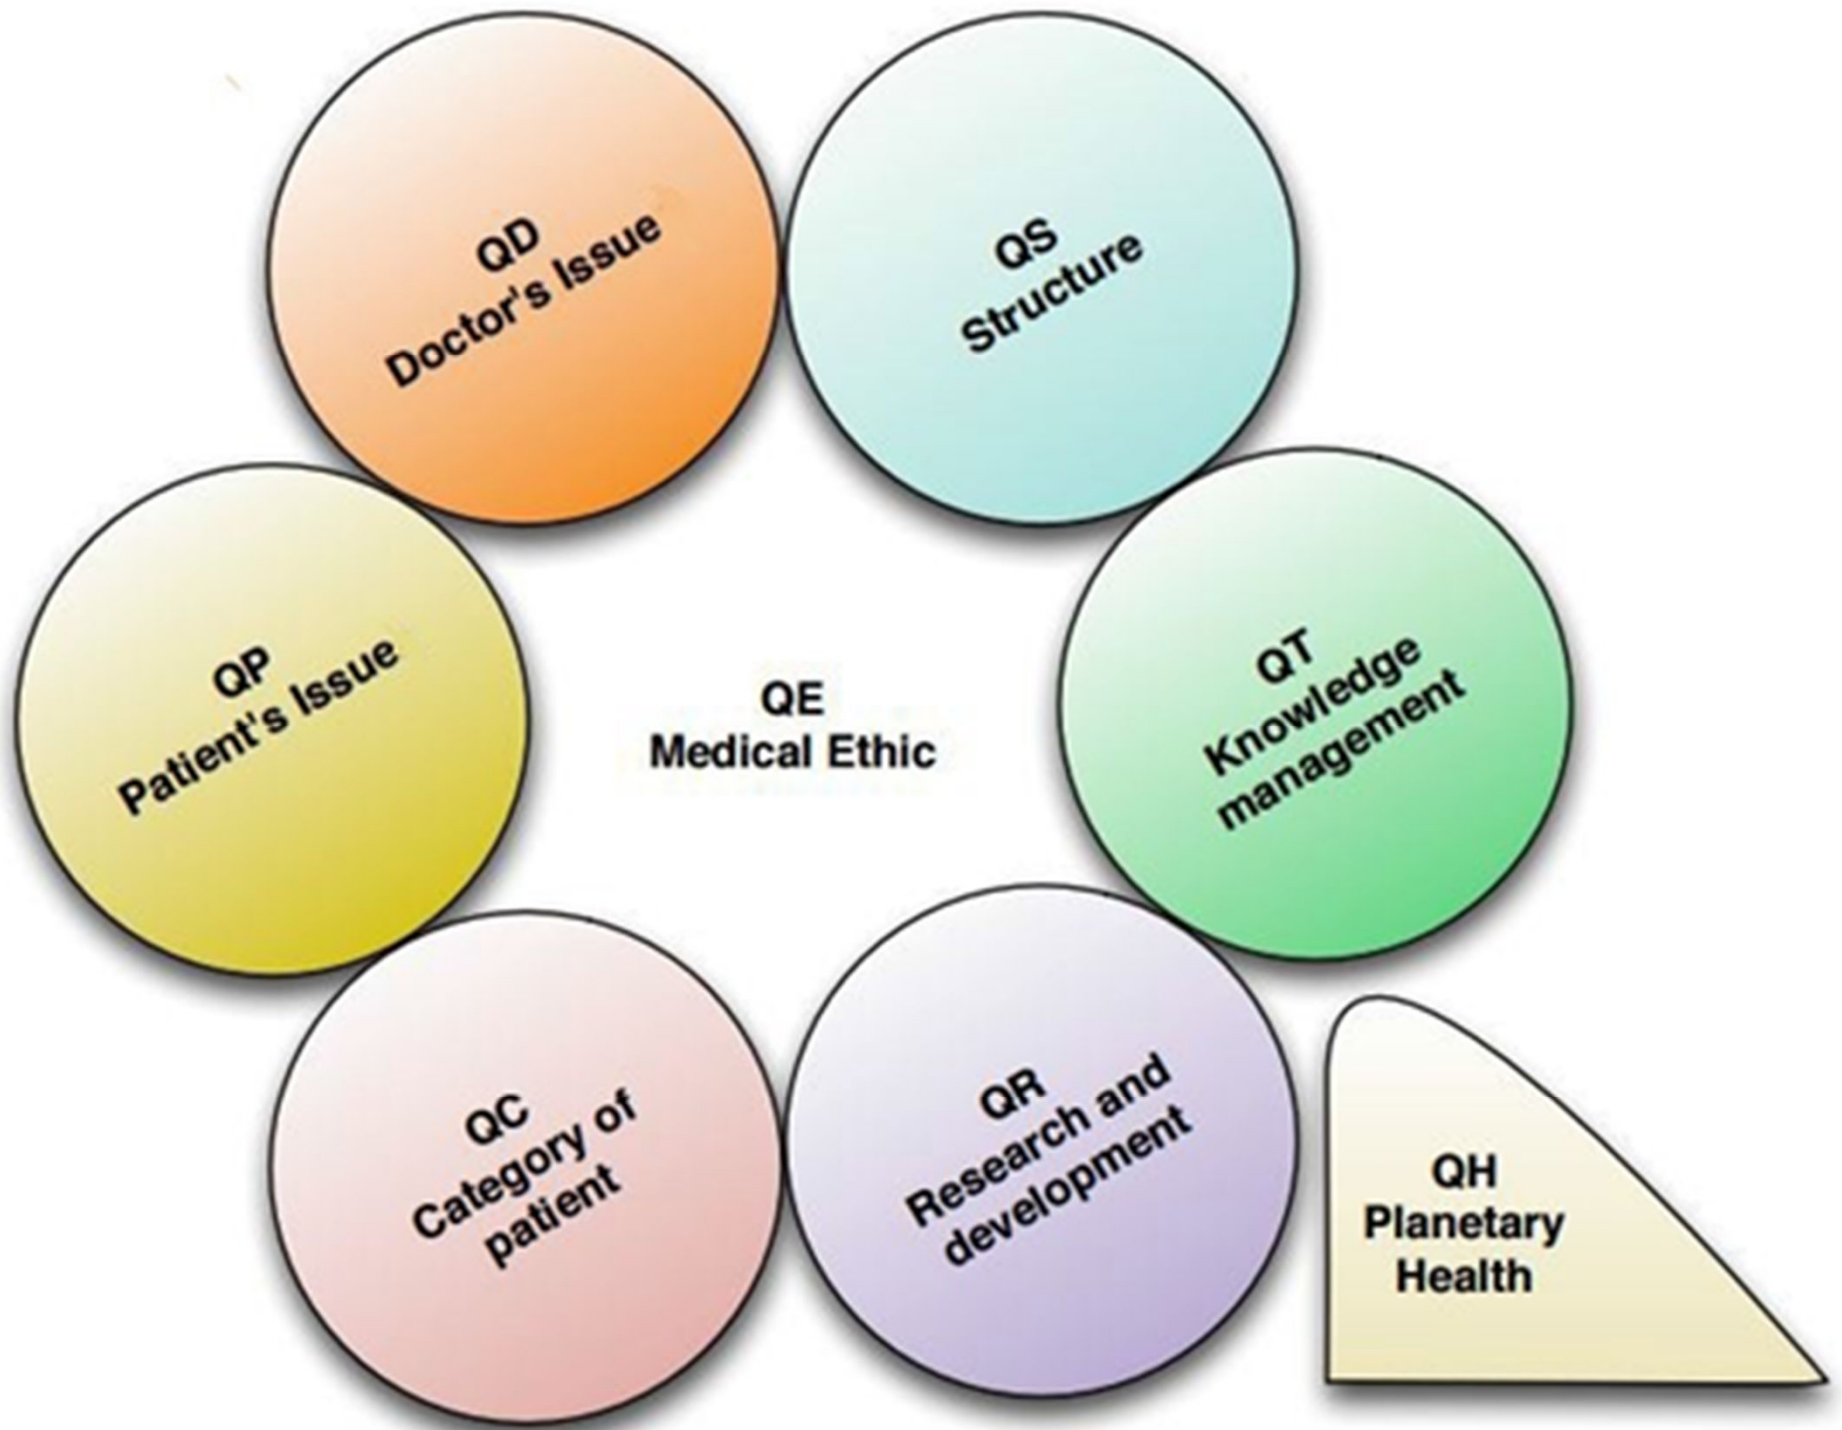 QD
Doctor's Issue
QS
Structure
QP
Patient's Issue
QE
Medical Ethic
QT
Knowledge
management
QC
Category of
patient
QR
Research and
development
QH
Planetary
Health